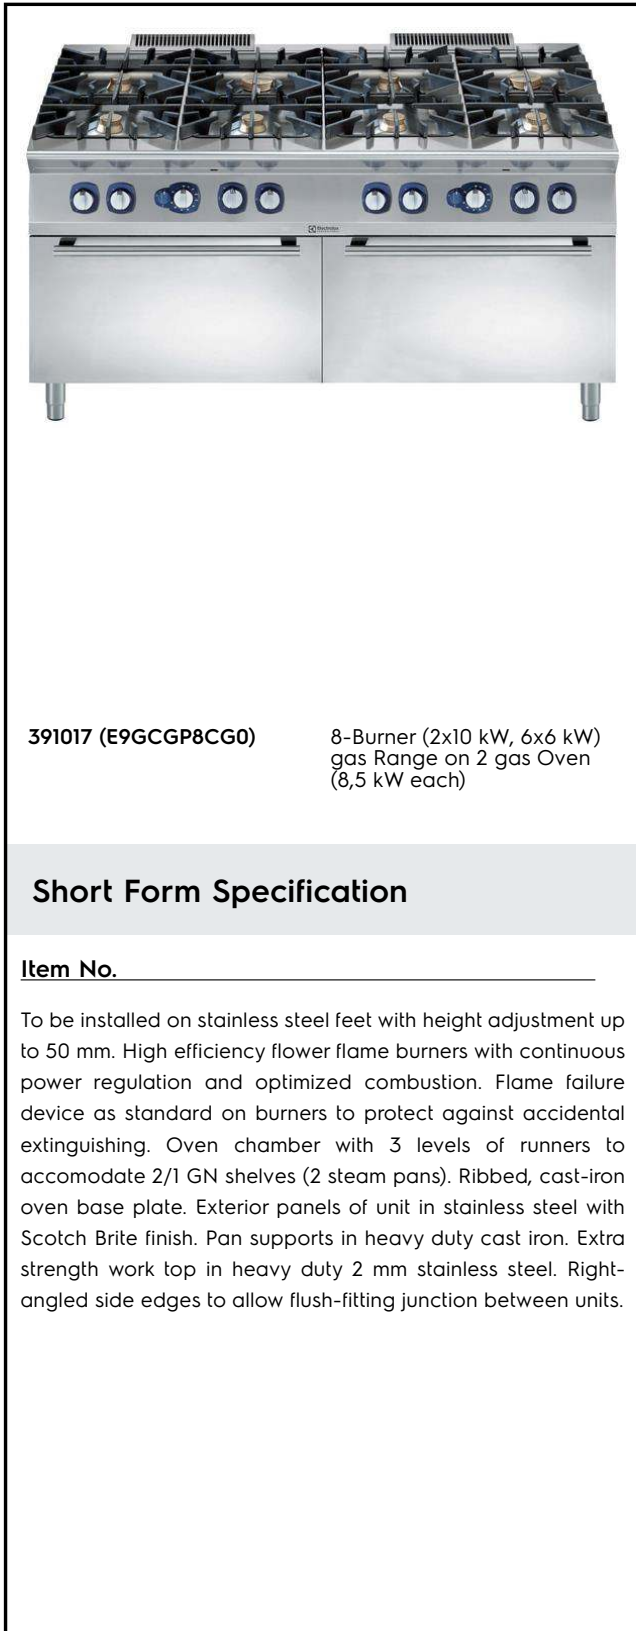 Electrolux
391017 (E9GCGP8CG0)
8-Burner (2x10 kW, 6x6 kW)
gas Range on 2 gas Oven
(8,5 kW each)
Short Form Specification
Item No.
To be installed on stainless steel feet with height adjustment up
to 50 mm. High efficiency flower flame burners with continuous
power regulation and optimized combustion. Flame failure
device as standard on burners to protect against accidental
extinguishing. Oven chamber with 3 levels of runners to
accomodate 2/1 GN shelves (2 steam pans). Ribbed, cast-iron
oven base plate. Exterior panels of unit in stainless steel with
Scotch Brite finish. Pan supports in heavy duty cast iron. Extra
strength work top in heavy duty 2 mm stainless steel. Right-
angled side edges to allow flush-fitting junction between units.